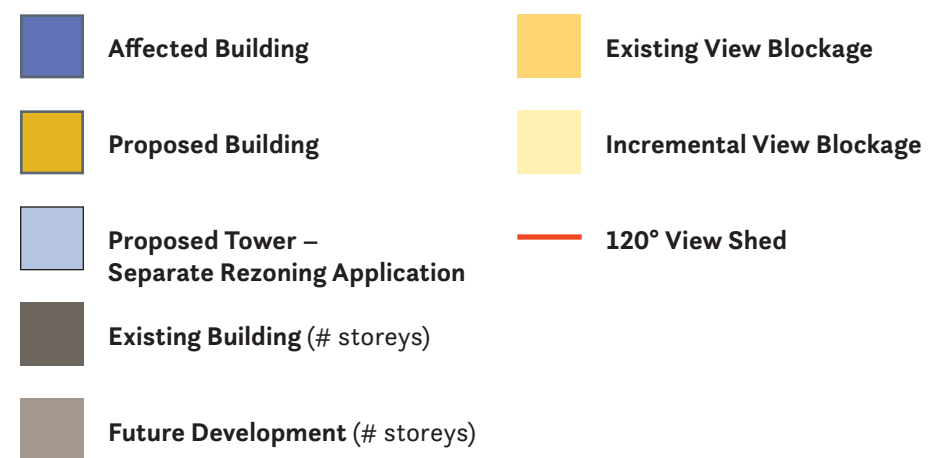 Affected Building
Proposed Building
Proposed Tower –
Separate Rezoning Application
Existing Building (# storeys)
Future Development (# storeys)
Existing View Blockage
Incremental View Blockage
120° View Shed